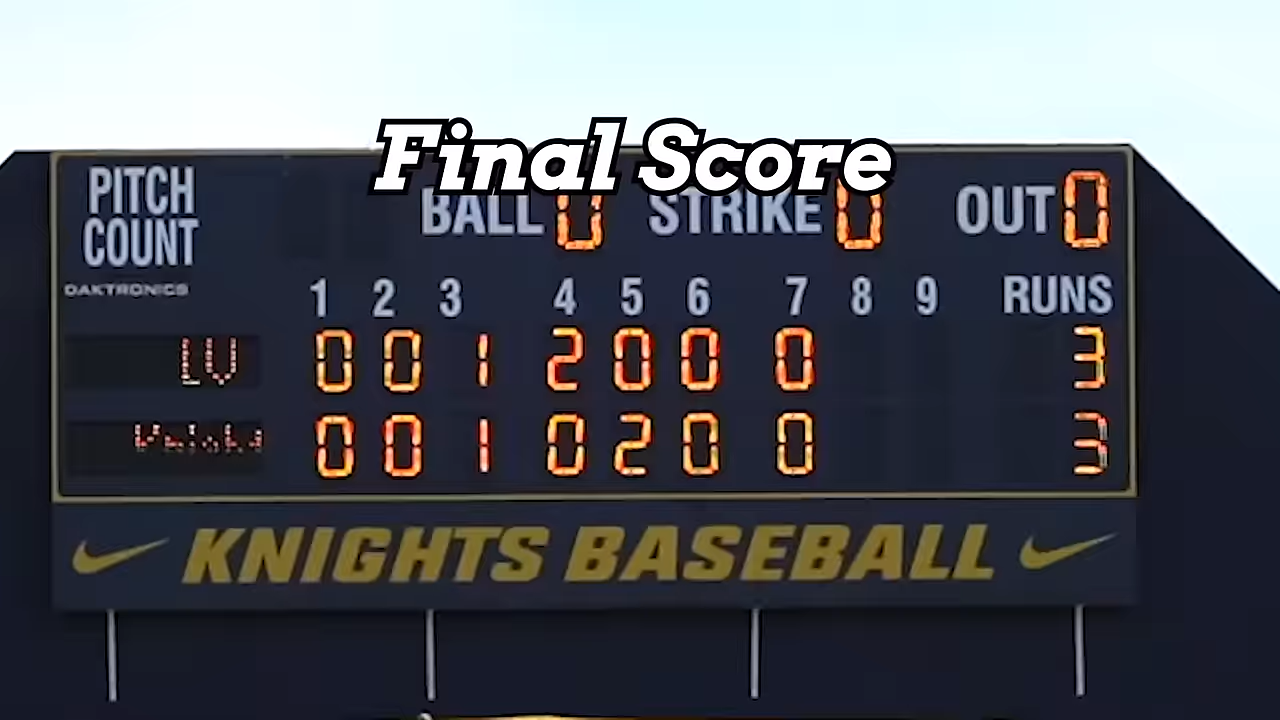 Final Score
PITCH COUNT
BALL 0 STRIKE 0 OUT 0
DAKTRONICS
1 2 3 4 5 6 7 8 9 RUNS
LV 0 0 1 2 0 0 0 3
0 0 1 0 2 0 0 3
KNIGHTS BASEBALL